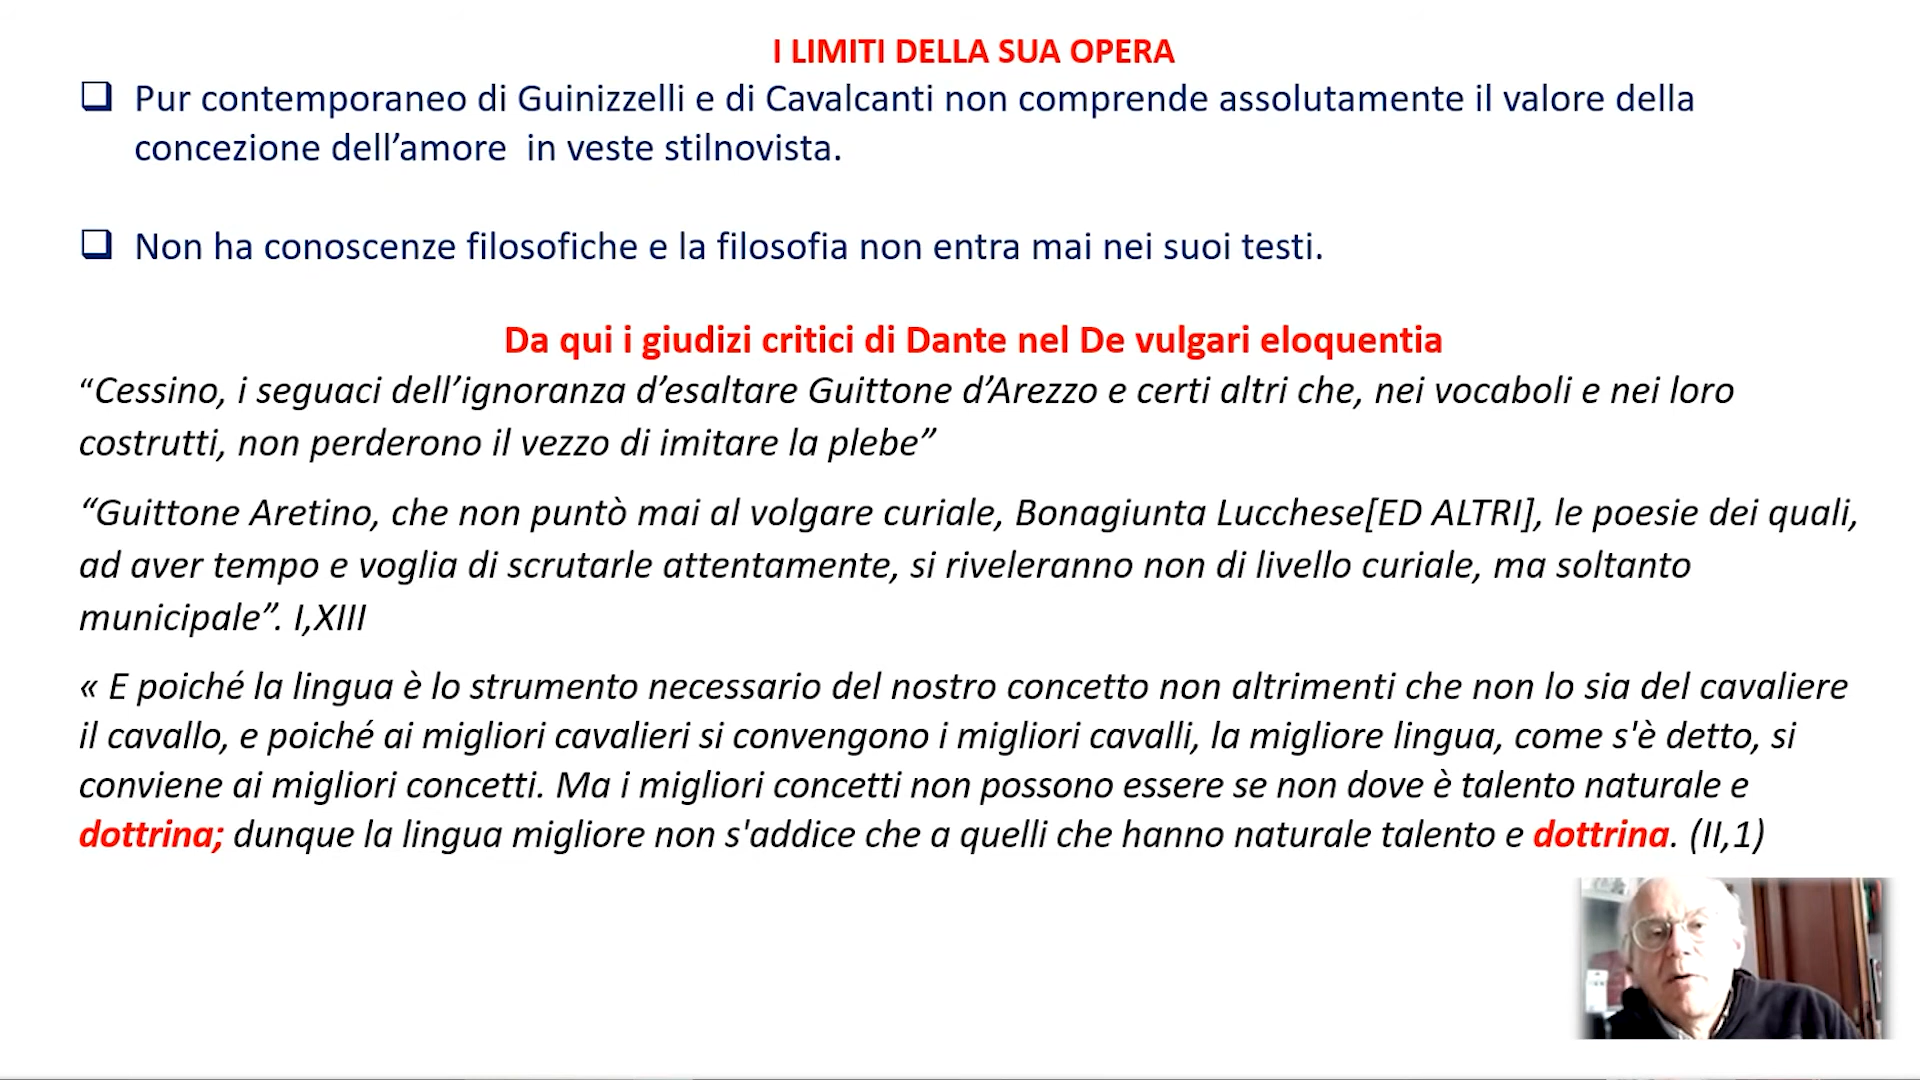 I LIMITI DELLA SUA OPERA
Pur contemporaneo di Guinizzelli e di Cavalcanti non comprende assolutamente il valore della
concezione dell’amore  in veste stilnovista.
Non ha conoscenze filosofiche e la filosofia non entra mai nei suoi testi.
Da qui i giudizi critici di Dante nel De vulgari eloquentia
“Cessino, i seguaci dell’ignoranza d’esaltare Guittone d’Arezzo e certi altri che, nei vocaboli e nei loro
costrutti, non perderono il vezzo di imitare la plebe”
“Guittone Aretino, che non puntò mai al volgare curiale, Bonagiunta Lucchese[ED ALTRI], le poesie dei quali,
ad aver tempo e voglia di scrutarle attentamente, si riveleranno non di livello curiale, ma soltanto
municipale”. I,XIII
« E poiché la lingua è lo strumento necessario del nostro concetto non altrimenti che non lo sia del cavaliere
il cavallo, e poiché ai migliori cavalieri si convengono i migliori cavalli, la migliore lingua, come s'è detto, si
conviene ai migliori concetti. Ma i migliori concetti non possono essere se non dove è talento naturale e
dottrina; dunque la lingua migliore non s'addice che a quelli che hanno naturale talento e dottrina. (II,1)